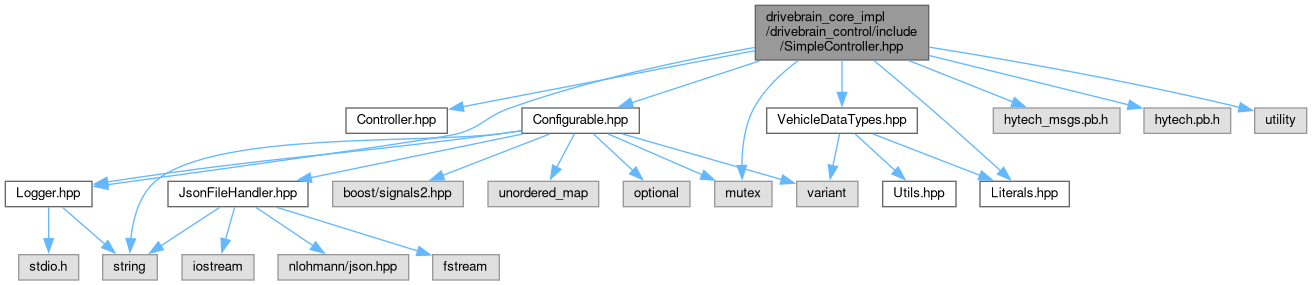 drivebrain_core_impl
/drivebrain_control/include
/SimpleController.hpp
Controller.hpp
Configurable.hpp
VehicleDataTypes.hpp
hytech_msgs.pb.h
hytech.pb.h
utility
Logger.hpp
JsonFileHandler.hpp
boost/signals2.hpp
unordered_map
optional
mutex
variant
Utils.hpp
Literals.hpp
stdio.h
string
iostream
nlohmann/json.hpp
fstream